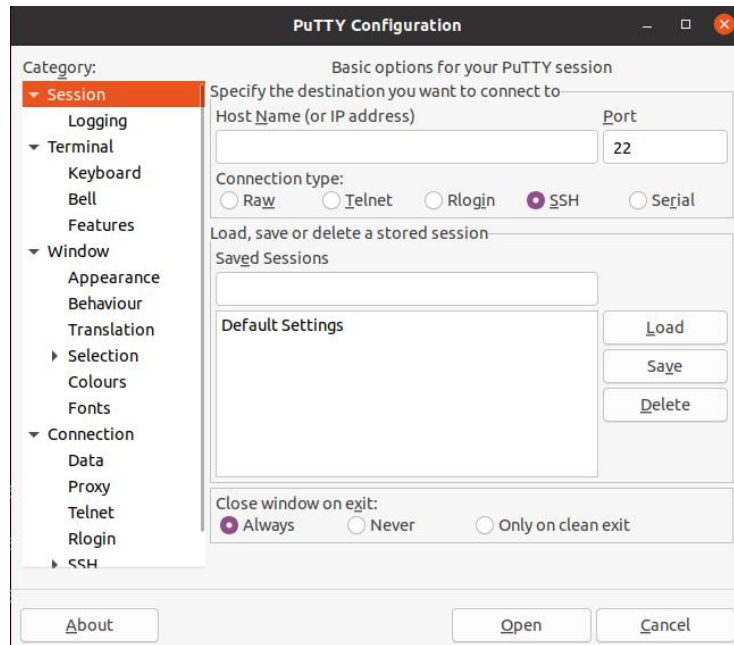 PuTTY Configuration
Category:
Session
Logging
Terminal
Keyboard
Bell
Features
Window
Appearance
Behaviour
Translation
Selection
Colours
Fonts
Connection
Data
Proxy
Telnet
Rlogin
SSH
Basic options for your PuTTY session
Specify the destination you want to connect to
Host Name (or IP address) Port
22
Connection type:
Raw Telnet Rlogin SSH Serial
Load, save or delete a stored session
Saved Sessions
Default Settings
Load
Save
Delete
Close window on exit:
Always Never Only on clean exit
About Open Cancel